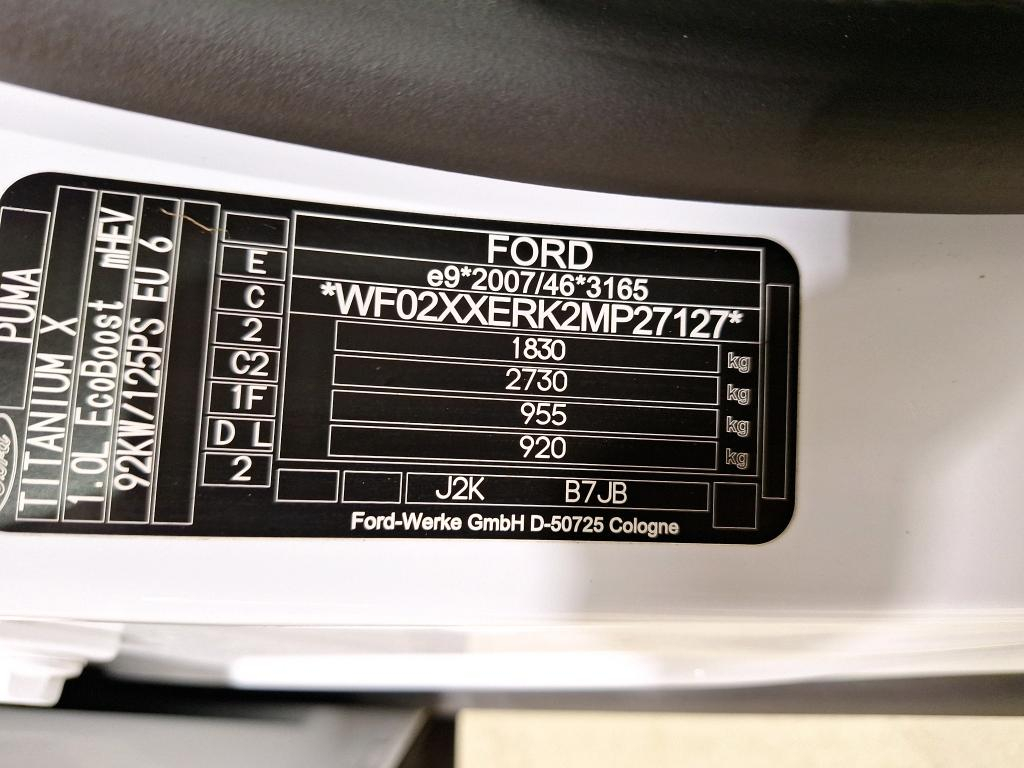 PUMA
TITANIUM X
1.0L EcoBoost mHEV
92KW/125PS EU 6
E
C
2
C2
1F
D L
2
FORD
e9*2007/46*3165
*WF02XXERK2MP27127*
1830 kg
2730 kg
955 kg
920 kg
J2K B7JB
Ford-Werke GmbH D-50725 Cologne
Ford